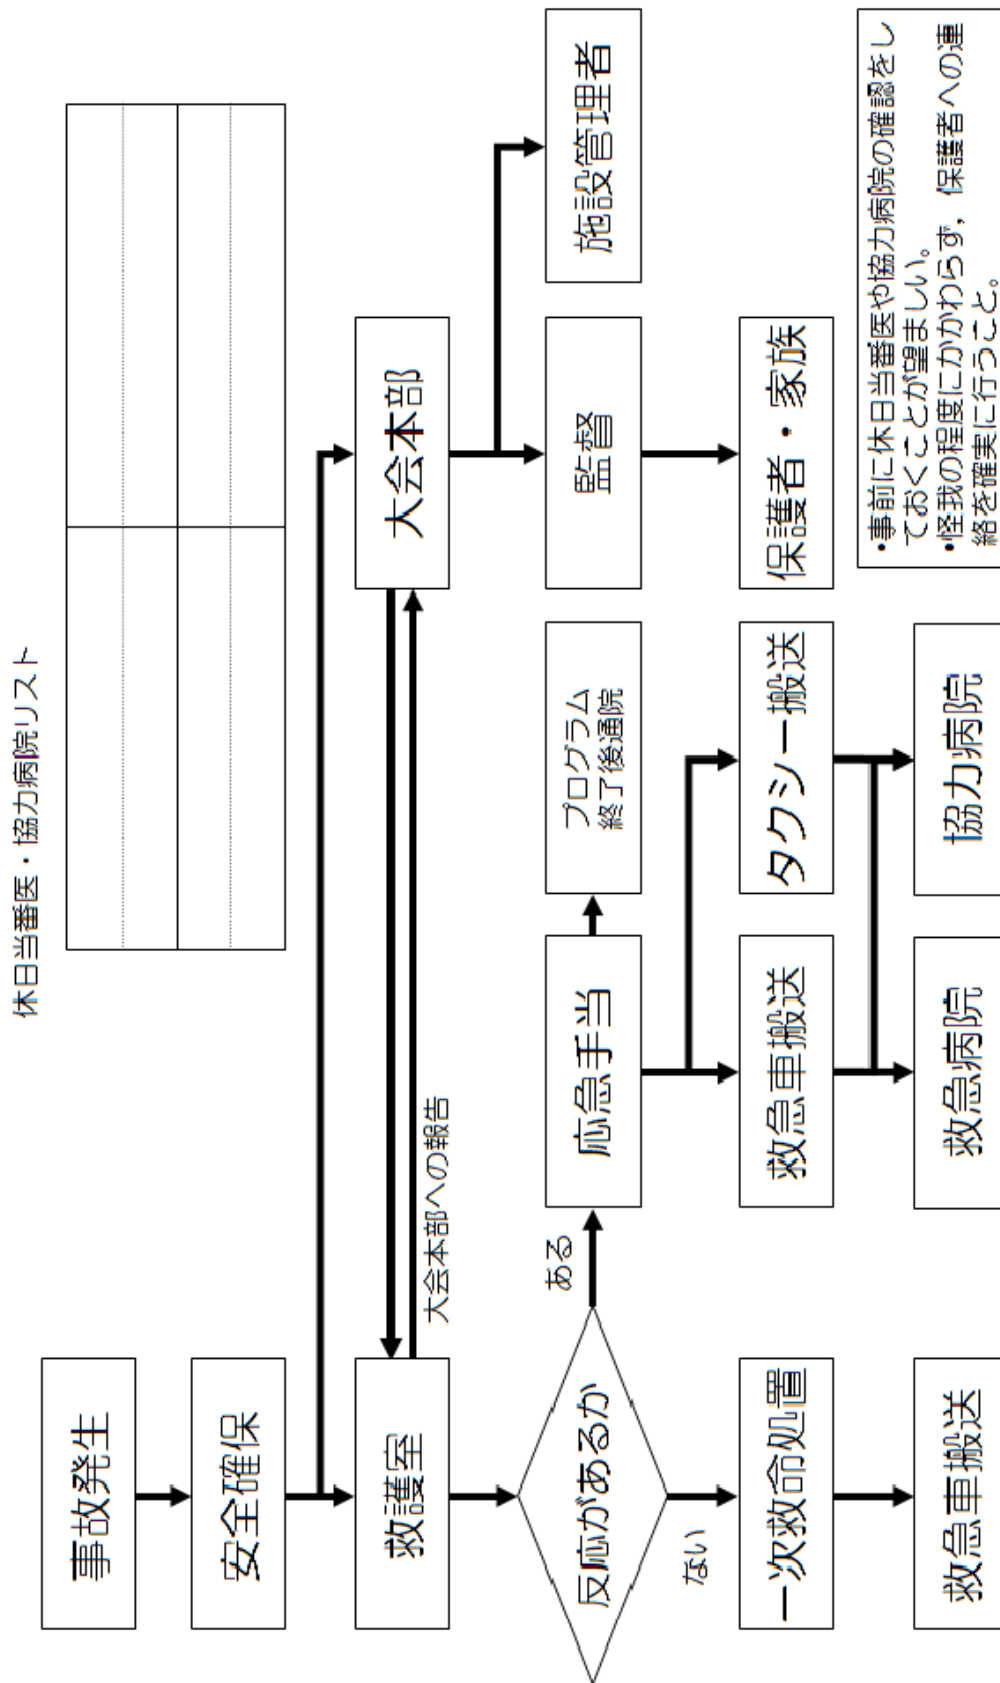 休日当番医・協力病院リスト
事故発生
安全確保
救護室
大会本部
大会本部への報告
反応があるか
ある
ない
応急手当
プログラム
終了後通院
監督
施設管理者
一次救命処置
救急車搬送
タクシー搬送
保護者・家族
救急車搬送
救急病院
協力病院
•事前に休日当番医や協力病院の確認をし
ておくことが望ましい。
•怪我の程度にかかわらず，保護者への連
絡を確実に行うこと。